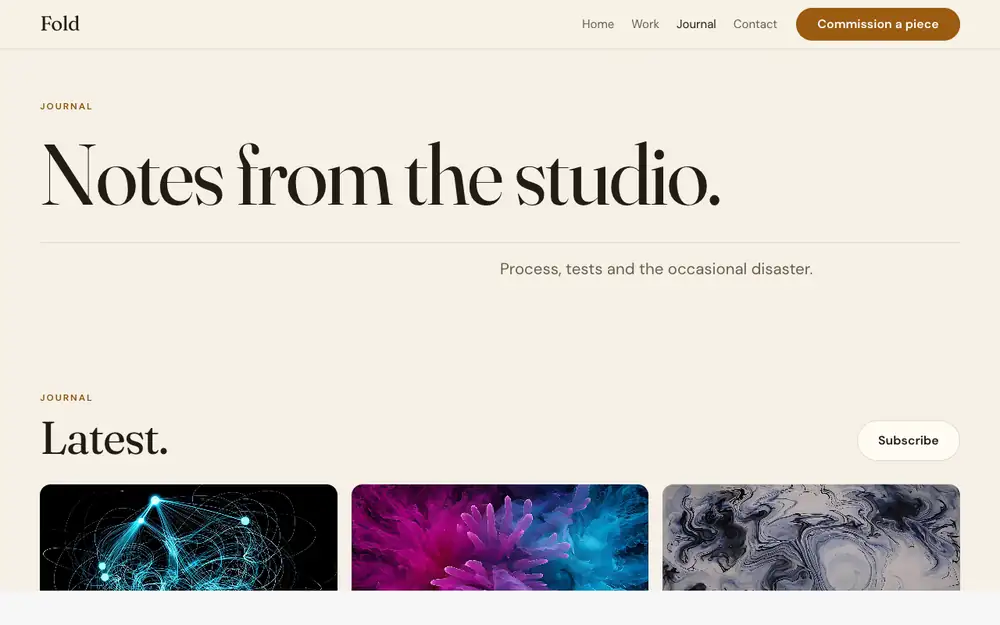 Fold
Home
Work
Journal
Contact
Commission a piece
JOURNAL
Notes from the studio.
Process, tests and the occasional disaster.
JOURNAL
Latest.
Subscribe